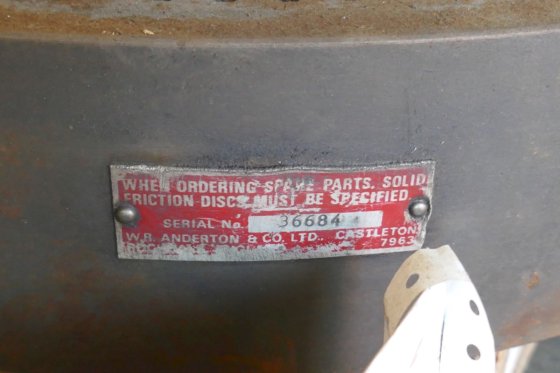 WHEN ORDERING SPARE PARTS. SOLID
FRICTION DISCS MUST BE SPECIFIED
SERIAL No. 36684
W.R. ANDERTON & CO. LTD., CASTLETON
7963